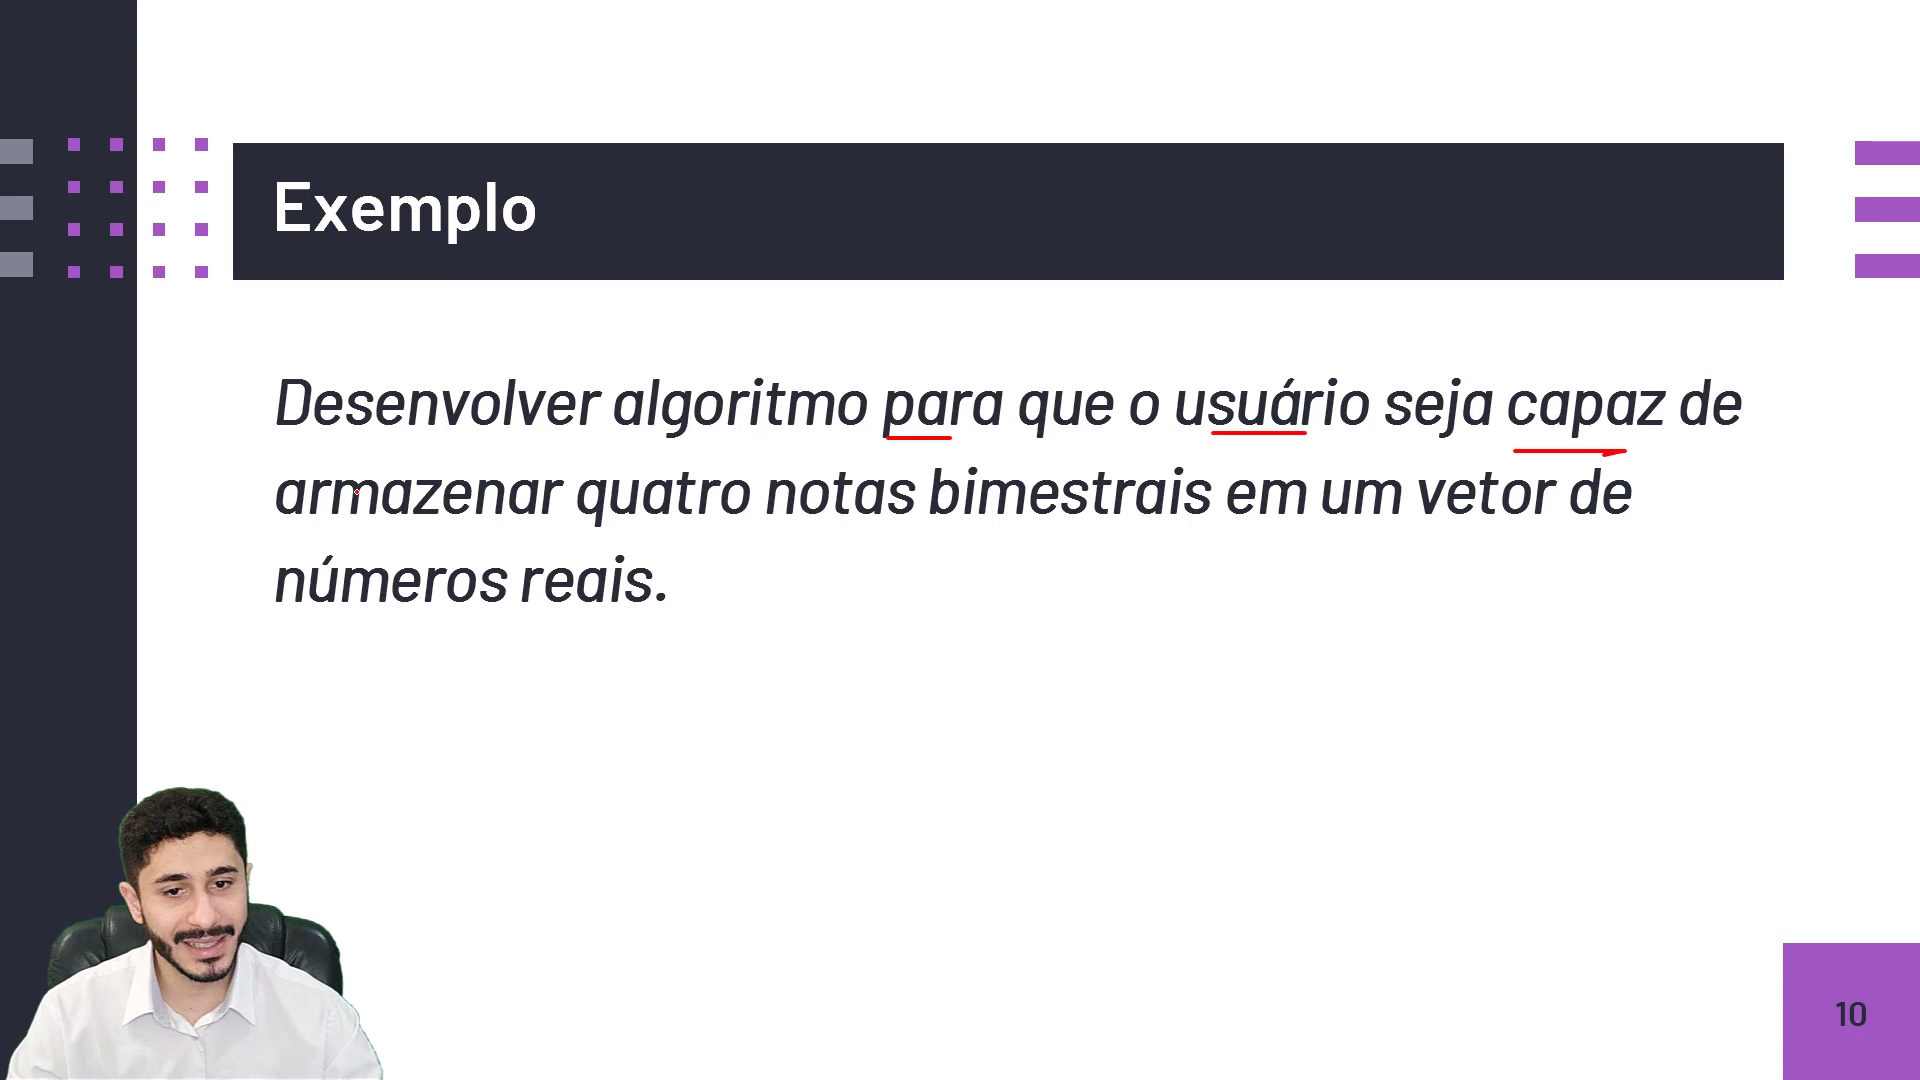 Exemplo
Desenvolver algoritmo para que o usuário seja capaz de
armazenar quatro notas bimestrais em um vetor de
números reais.
10